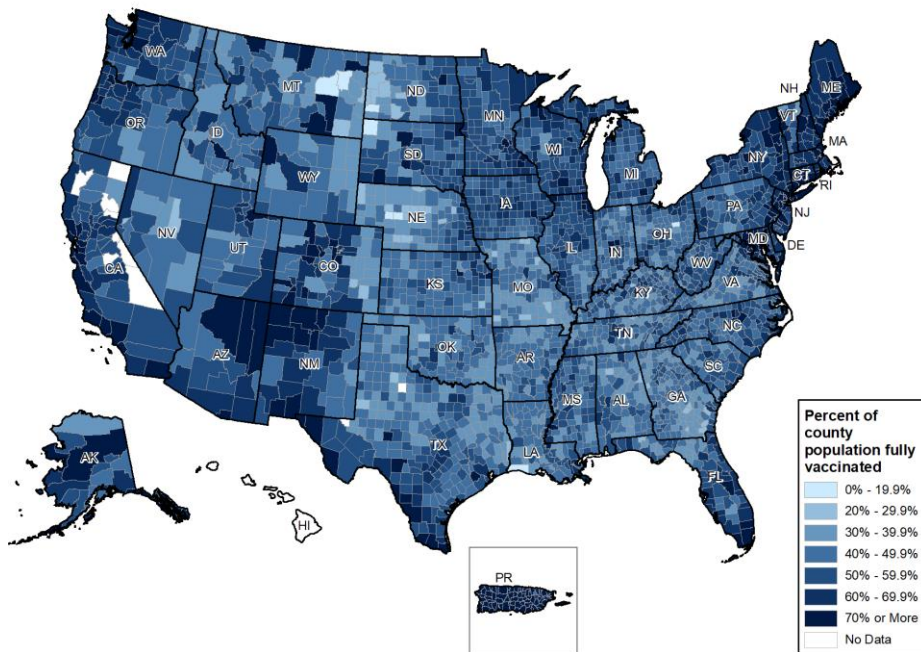 WA
MT
ND
MN
OR
ID
WY
SD
WI
MI
NH
VT
ME
MA
NY
CT
RI
NV
UT
CO
NE
IA
IL
IN
OH
PA
NJ
MD
DE
CA
KS
MO
KY
WV
VA
AZ
NM
OK
AR
TN
NC
SC
MS
AL
GA
TX
LA
FL
AK
HI
PR
Percent of
county
population fully
vaccinated
0% - 19.9%
20% - 29.9%
30% - 39.9%
40% - 49.9%
50% - 59.9%
60% - 69.9%
70% or More
No Data